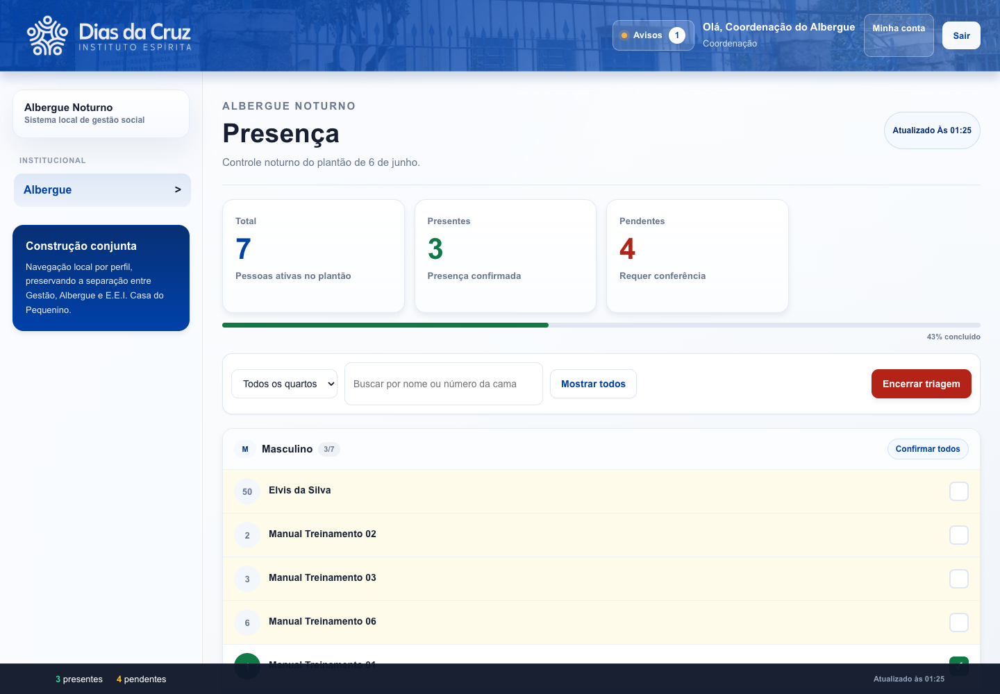 Dias da Cruz
INSTITUTO ESPÍRITA
Avisos 1
Olá, Coordenação do Albergue
Coordenação
Minha conta
Sair
Albergue Noturno
Sistema local de gestão social
INSTITUCIONAL
Albergue >
Construção conjunta
Navegação local por perfil,
preservando a separação entre
Gestão, Albergue e E.E.I. Casa do
Pequenino.
ALBERGUE NOTURNO
Presença
Controle noturno do plantão de 6 de junho.
Atualizado Às 01:25
Total
7
Pessoas ativas no plantão
Presentes
3
Presença confirmada
Pendentes
4
Requer conferência
43% concluído
Todos os quartos
Buscar por nome ou número da cama
Mostrar todos
Encerrar triagem
M Masculino 3/7
Confirmar todos
50 Elvis da Silva
2 Manual Treinamento 02
3 Manual Treinamento 03
6 Manual Treinamento 06
Manual Treinamento 01
3 presentes 4 pendentes
Atualizado às 01:25